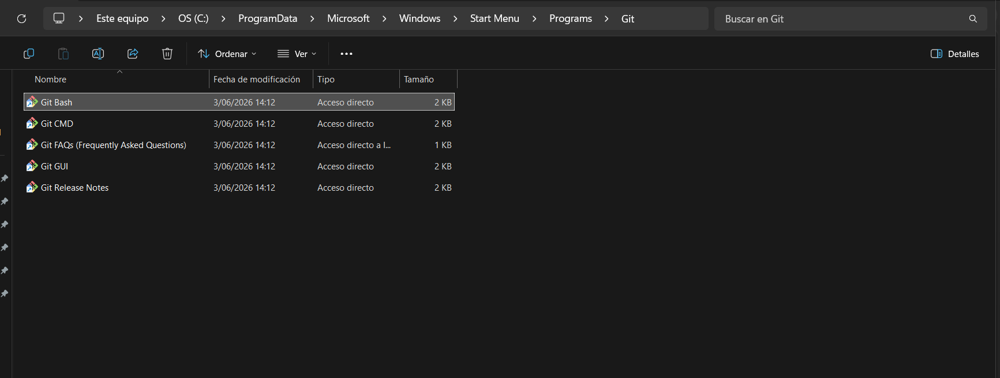 Este equipo > OS (C:) > ProgramData > Microsoft > Windows > Start Menu > Programs > Git
Buscar en Git
Ordenar
Ver
Detalles
Nombre Fecha de modificación Tipo Tamaño
Git Bash 3/06/2026 14:12 Acceso directo 2 KB
Git CMD 3/06/2026 14:12 Acceso directo 2 KB
Git FAQs (Frequently Asked Questions) 3/06/2026 14:12 Acceso directo a I... 1 KB
Git GUI 3/06/2026 14:12 Acceso directo 2 KB
Git Release Notes 3/06/2026 14:12 Acceso directo 2 KB